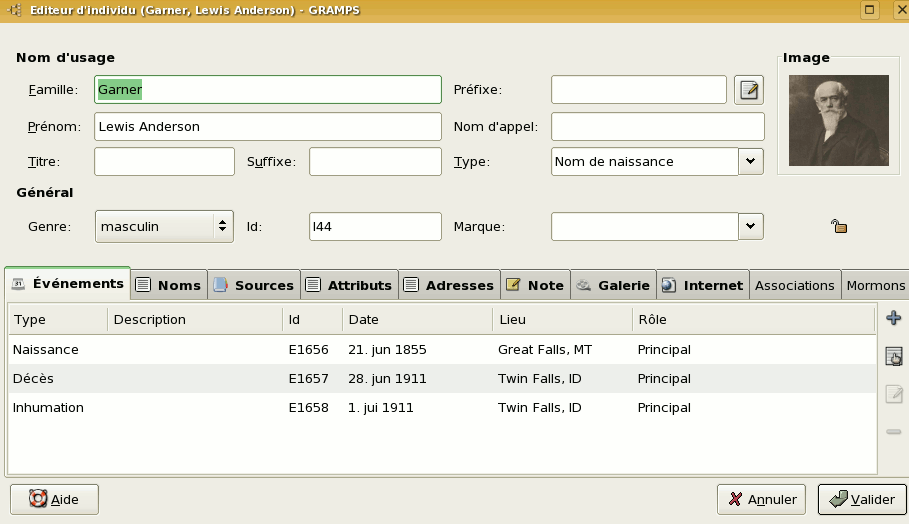 Editeur d'individu (Garner, Lewis Anderson) - GRAMPS
Nom d'usage
Image
Famille: Garner Préfixe:
Prénom: Lewis Anderson Nom d'appel:
Titre: Suffixe: Type: Nom de naissance
Général
Genre: masculin Id: I44 Marque:
Événements Noms Sources Attributs Adresses Note Galerie Internet Associations Mormons
Type Description Id Date Lieu Rôle
Naissance E1656 21. jun 1855 Great Falls, MT Principal
Décès E1657 28. jun 1911 Twin Falls, ID Principal
Inhumation E1658 1. jui 1911 Twin Falls, ID Principal
Aide Annuler Valider